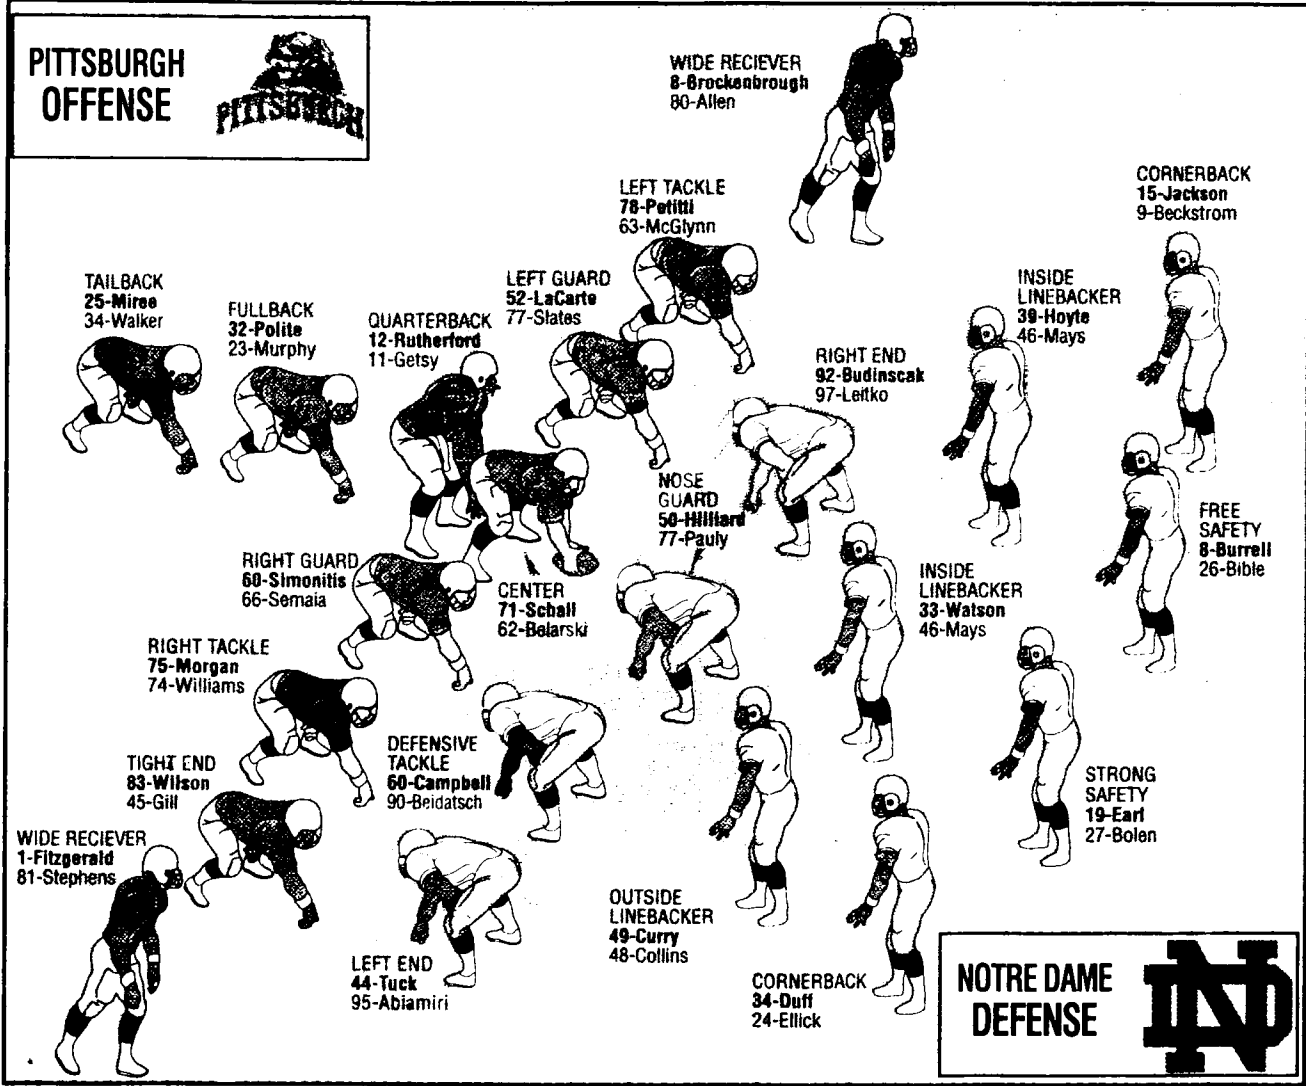 PITTSBURGH
OFFENSE
PITTSBURGH
WIDE RECIEVER
8-Brockenbrough
80-Allen
LEFT TACKLE
78-Petitti
63-McGlynn
CORNERBACK
15-Jackson
9-Beckstrom
TAILBACK
25-Miree
34-Walker
FULLBACK
32-Polite
23-Murphy
QUARTERBACK
12-Rutherford
11-Getsy
LEFT GUARD
52-LaCarte
77-Slates
INSIDE
LINEBACKER
39-Hoyte
46-Mays
RIGHT END
92-Budinscak
97-Leitko
NOSE
GUARD
50-Hilliard
77-Pauly
FREE
SAFETY
8-Burrell
26-Bible
RIGHT GUARD
60-Simonitis
66-Semaia
CENTER
71-Schall
62-Belarski
INSIDE
LINEBACKER
33-Watson
46-Mays
RIGHT TACKLE
75-Morgan
74-Williams
DEFENSIVE
TACKLE
60-Campbell
90-Beidatsch
TIGHT END
83-Wilson
45-Gill
STRONG
SAFETY
19-Earl
27-Bolen
WIDE RECIEVER
1-Fitzgerald
81-Stephens
OUTSIDE
LINEBACKER
49-Curry
48-Collins
LEFT END
44-Tuck
95-Abiamiri
CORNERBACK
34-Duff
24-Ellick
NOTRE DAME
DEFENSE
ND